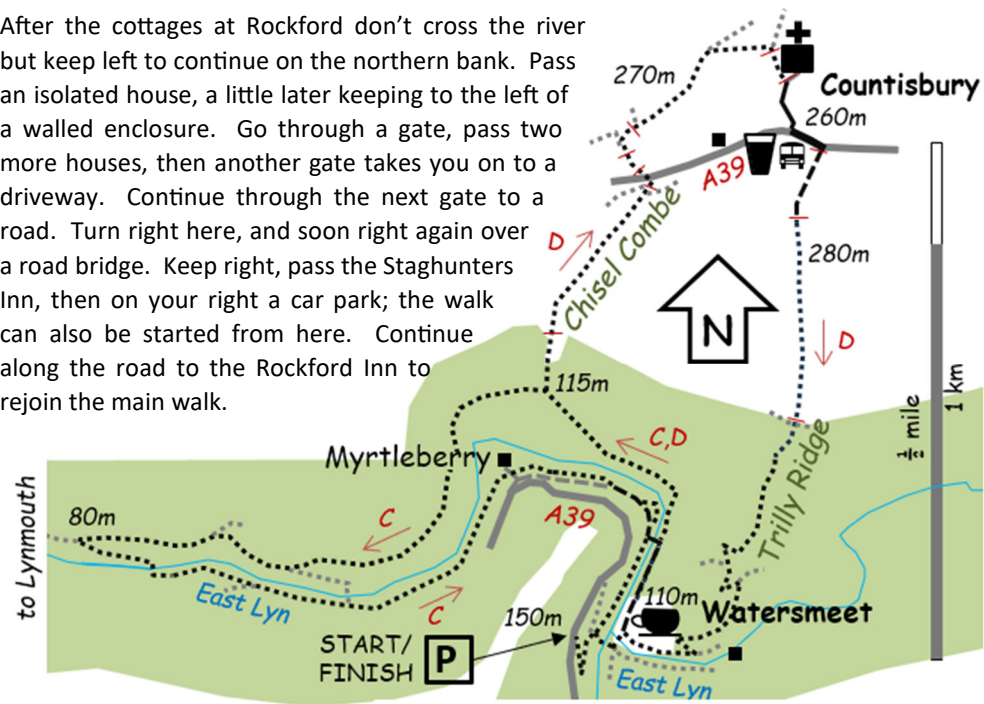 After the cottages at Rockford don’t cross the river
but keep left to continue on the northern bank. Pass
an isolated house, a little later keeping to the left of
a walled enclosure. Go through a gate, pass two
more houses, then another gate takes you on to a
driveway. Continue through the next gate to a
road. Turn right here, and soon right again over
a road bridge. Keep right, pass the Staghunters
Inn, then on your right a car park; the walk
can also be started from here. Continue
along the road to the Rockford Inn to
rejoin the main walk.
270m
Countisbury
260m
A39
D
Chisel Combe
280m
N
D
115m
1 km
½ mile
C,D
Myrtleberry
A39
Trilly Ridge
to Lynmouth
80m
C
East Lyn
C
110m
Watersmeet
150m
START/
FINISH
P
East Lyn